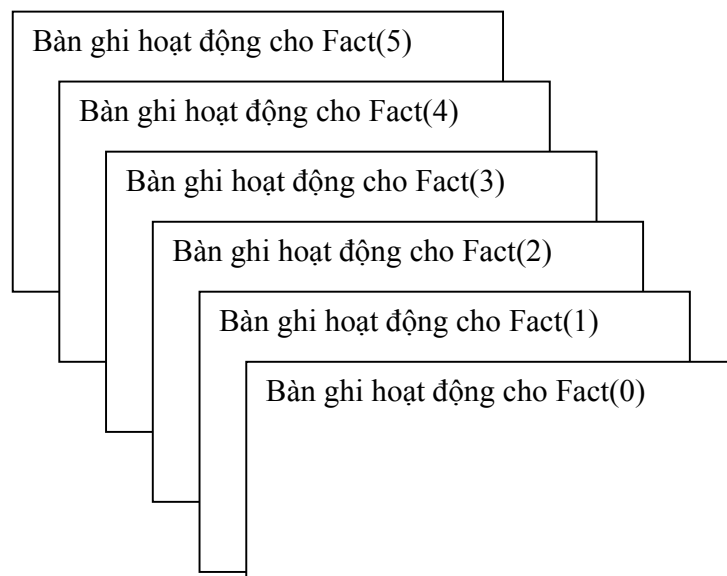 Bàn ghi hoạt động cho Fact(5)
Bàn ghi hoạt động cho Fact(4)
Bàn ghi hoạt động cho Fact(3)
Bàn ghi hoạt động cho Fact(2)
Bàn ghi hoạt động cho Fact(1)
Bàn ghi hoạt động cho Fact(0)